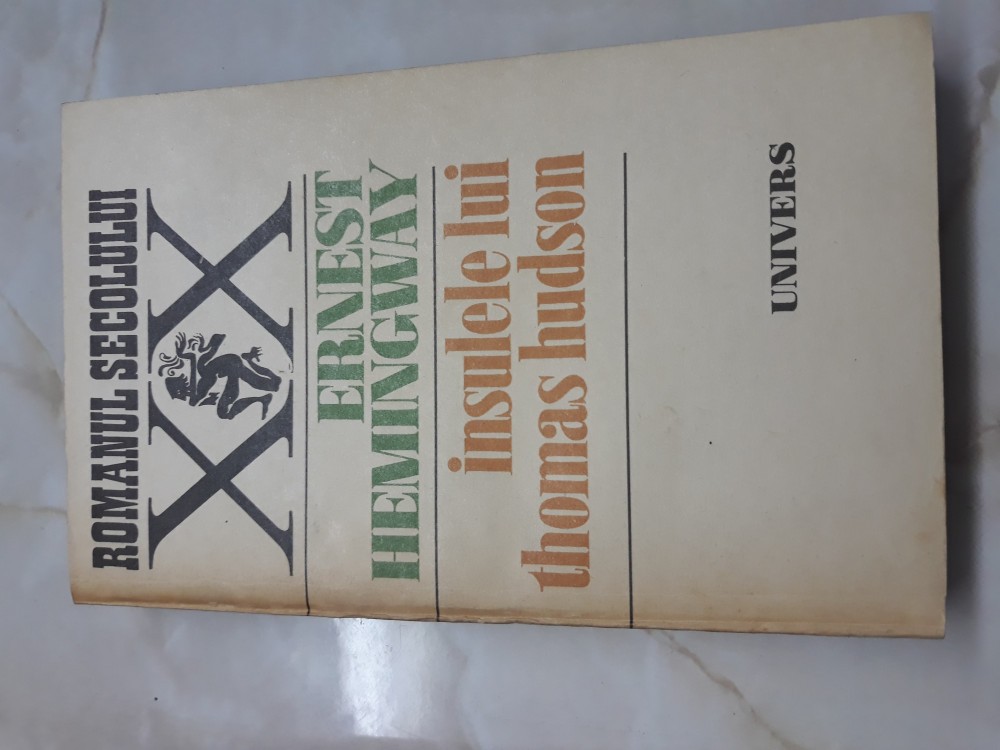 ROMANUL SECOLULUI
XX
ERNEST
HEMINGWAY
insulele lui
thomas hudson
UNIVERS